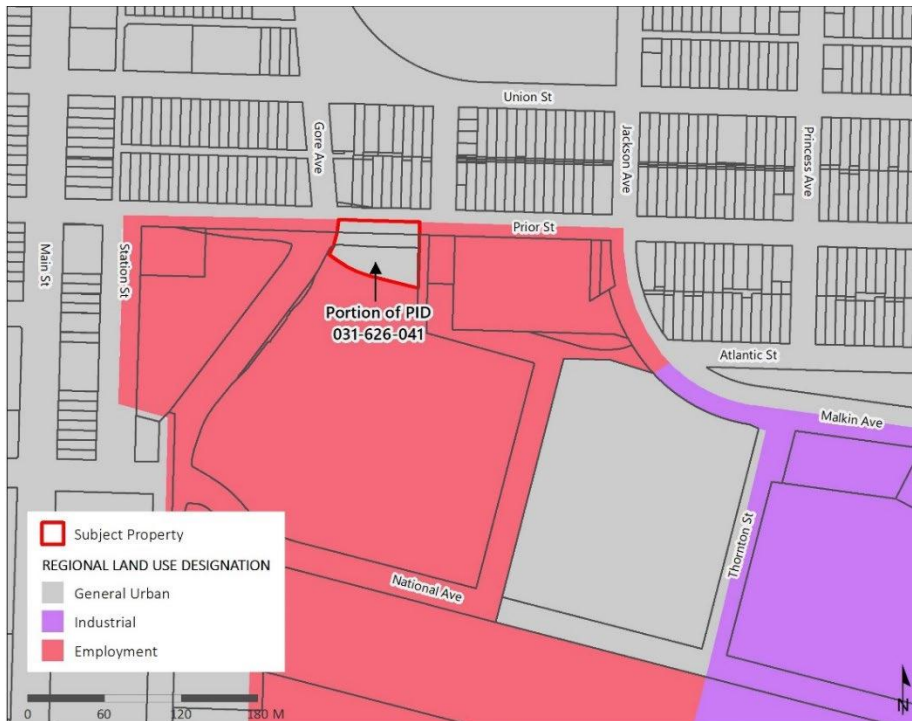 Union St
Gore Ave
Jackson Ave
Princess Ave
Prior St
Main St
Station St
Portion of PID
031-626-041
Atlantic St
Malkin Ave
Thornton St
National Ave
Subject Property
REGIONAL LAND USE DESIGNATION
General Urban
Industrial
Employment
0 60 120 180 M
N